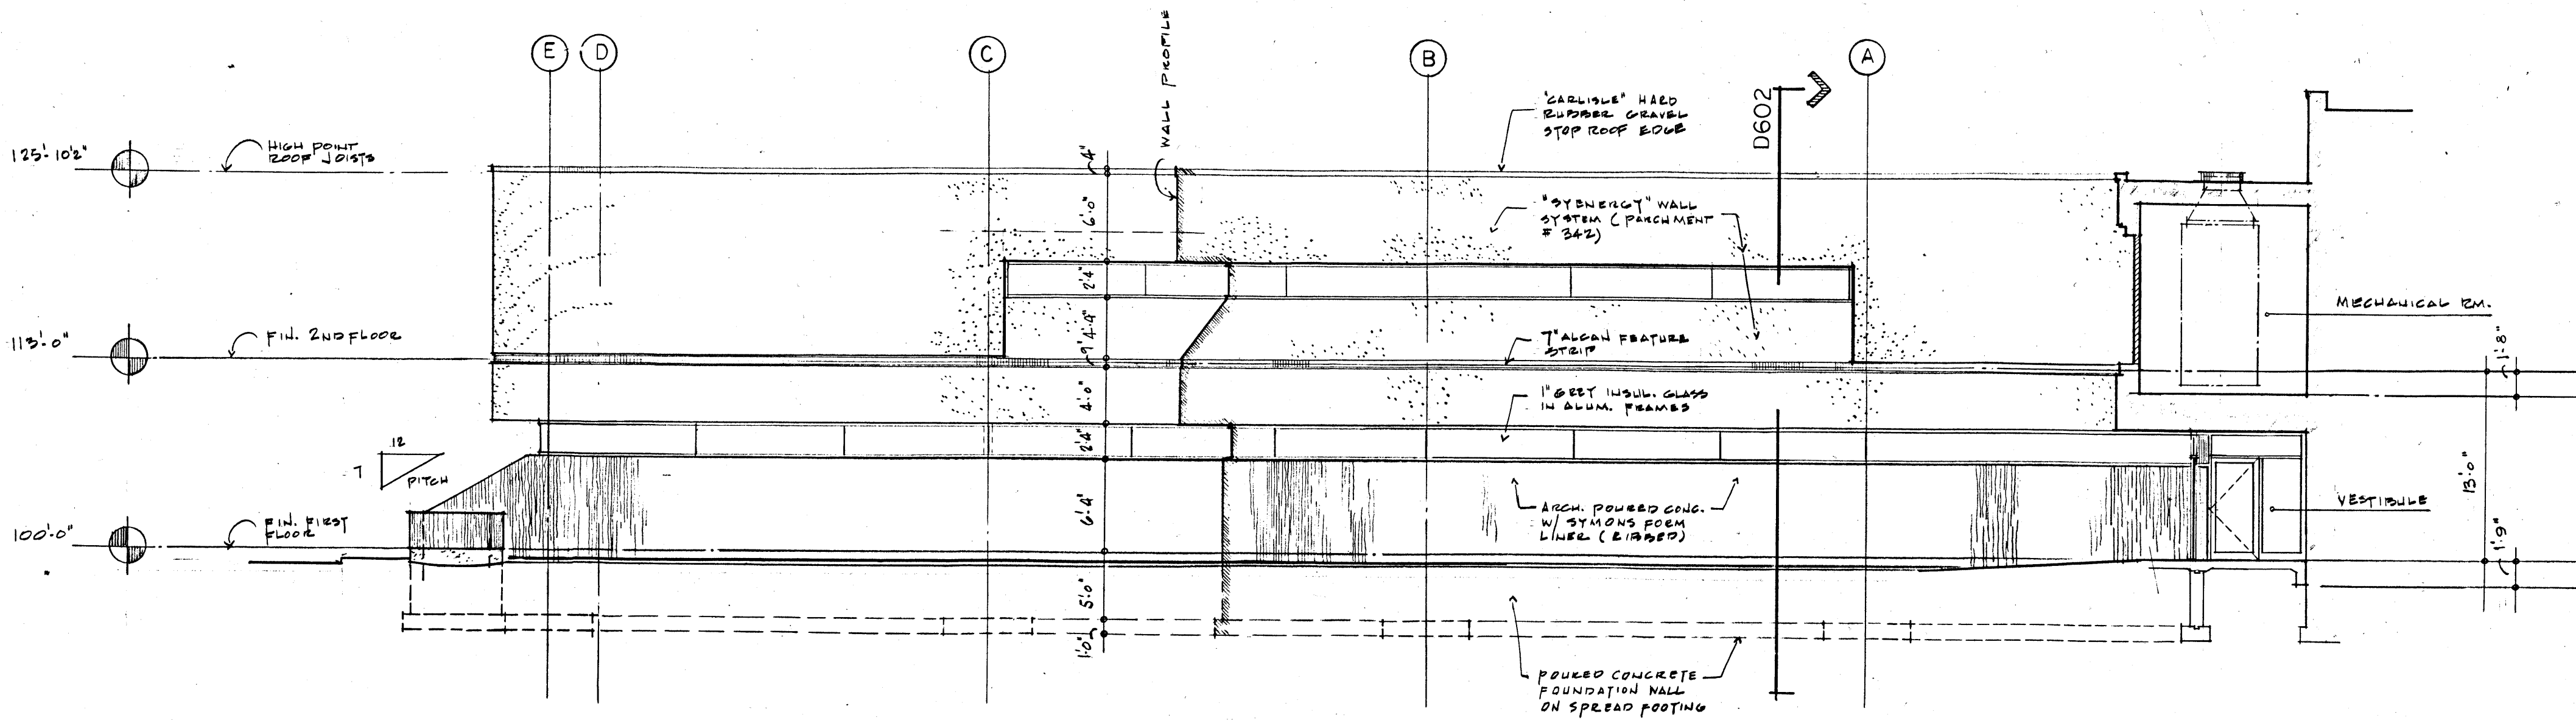 E
D
C
B
A
WALL PROFILE
D602
"CARLISLE" HARD
RUBBER GRAVEL
STOP ROOF EDGE
125'-10'2"
HIGH POINT
ROOF JOISTS
4"
6'-0"
"SYENERGY" WALL
SYSTEM (PARCHMENT
# 342)
2'-4"
MECHANICAL RM.
113'-0"
FIN. 2ND FLOOR
7" ALCAN FEATURE
STRIP
1'-8"
4'-0"
1" GREY INSUL. GLASS
IN ALUM. FRAMES
2'-4"
12
7
PITCH
13'-0"
6'-4"
ARCH. POURED CONC.
W/ SYMONS FORM
LINER (RIBBED)
VESTIBULE
100'-0"
FIN. FIRST
FLOOR
1'-9"
5'-0"
1'-0"
POURED CONCRETE
FOUNDATION WALL
ON SPREAD FOOTING